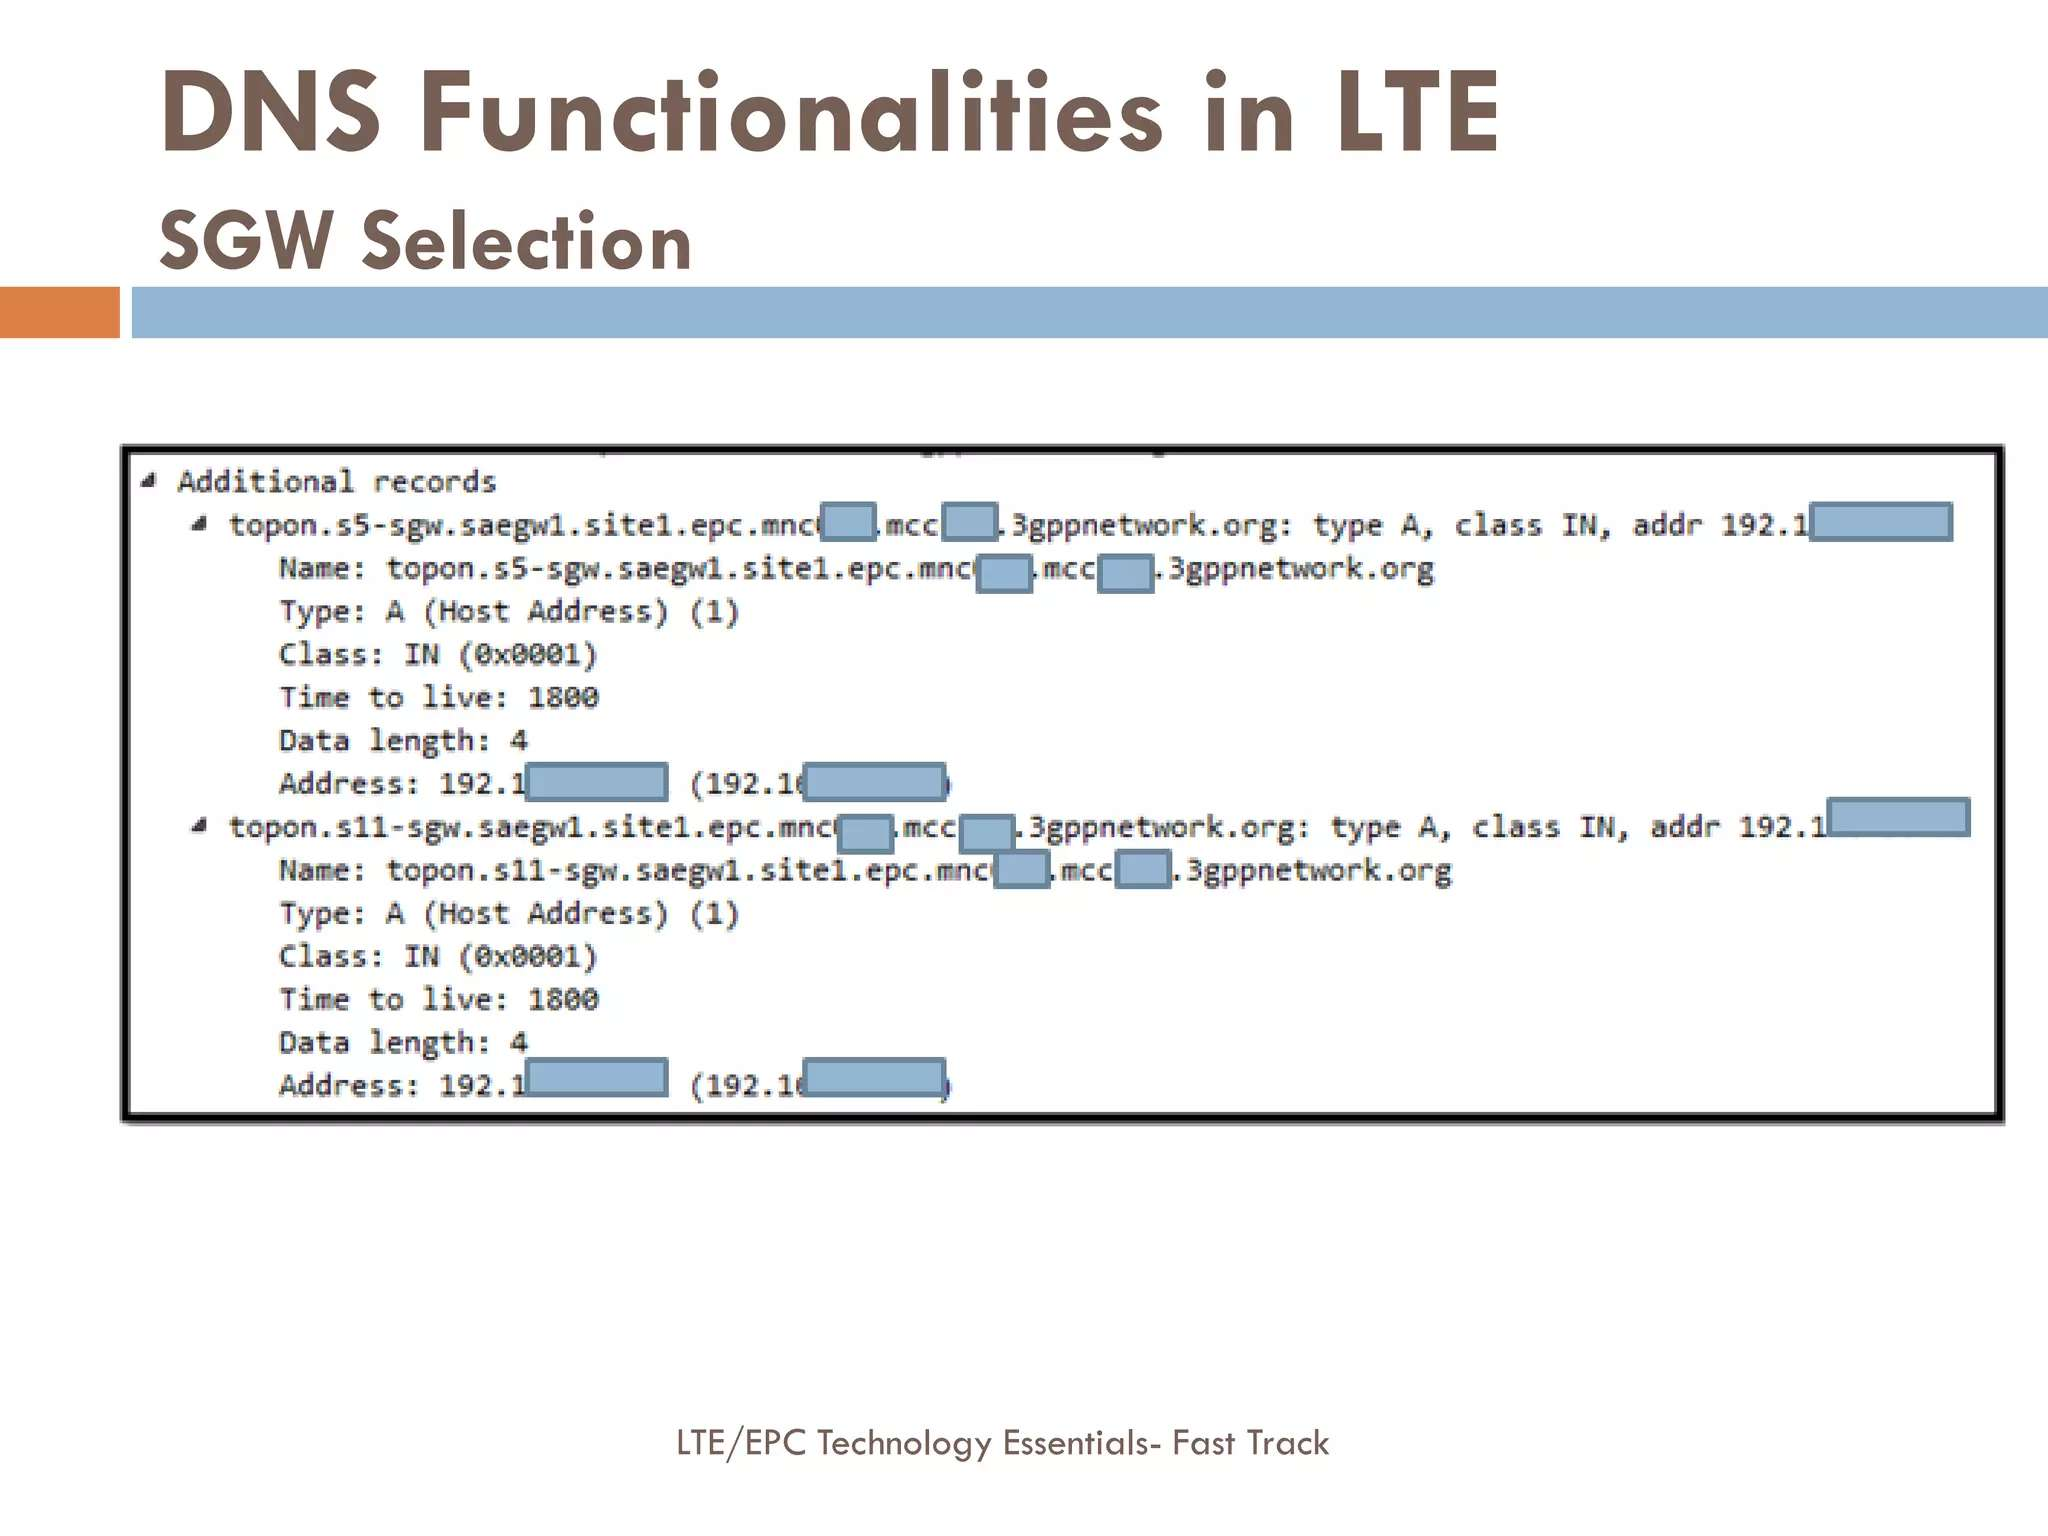 DNS Functionalities in LTE
SGW Selection
Additional records
topon.s5-sgw.saegw1.site1.epc.mnc .mcc .3gppnetwork.org: type A, class IN, addr 192.1
Name: topon.s5-sgw.saegw1.site1.epc.mnc .mcc .3gppnetwork.org
Type: A (Host Address) (1)
Class: IN (0x0001)
Time to live: 1800
Data length: 4
Address: 192.1 (192.16 )
topon.s11-sgw.saegw1.site1.epc.mnc .mcc .3gppnetwork.org: type A, class IN, addr 192.1
Name: topon.s11-sgw.saegw1.site1.epc.mnc .mcc .3gppnetwork.org
Type: A (Host Address) (1)
Class: IN (0x0001)
Time to live: 1800
Data length: 4
Address: 192.1 (192.16 )
LTE/EPC Technology Essentials- Fast Track